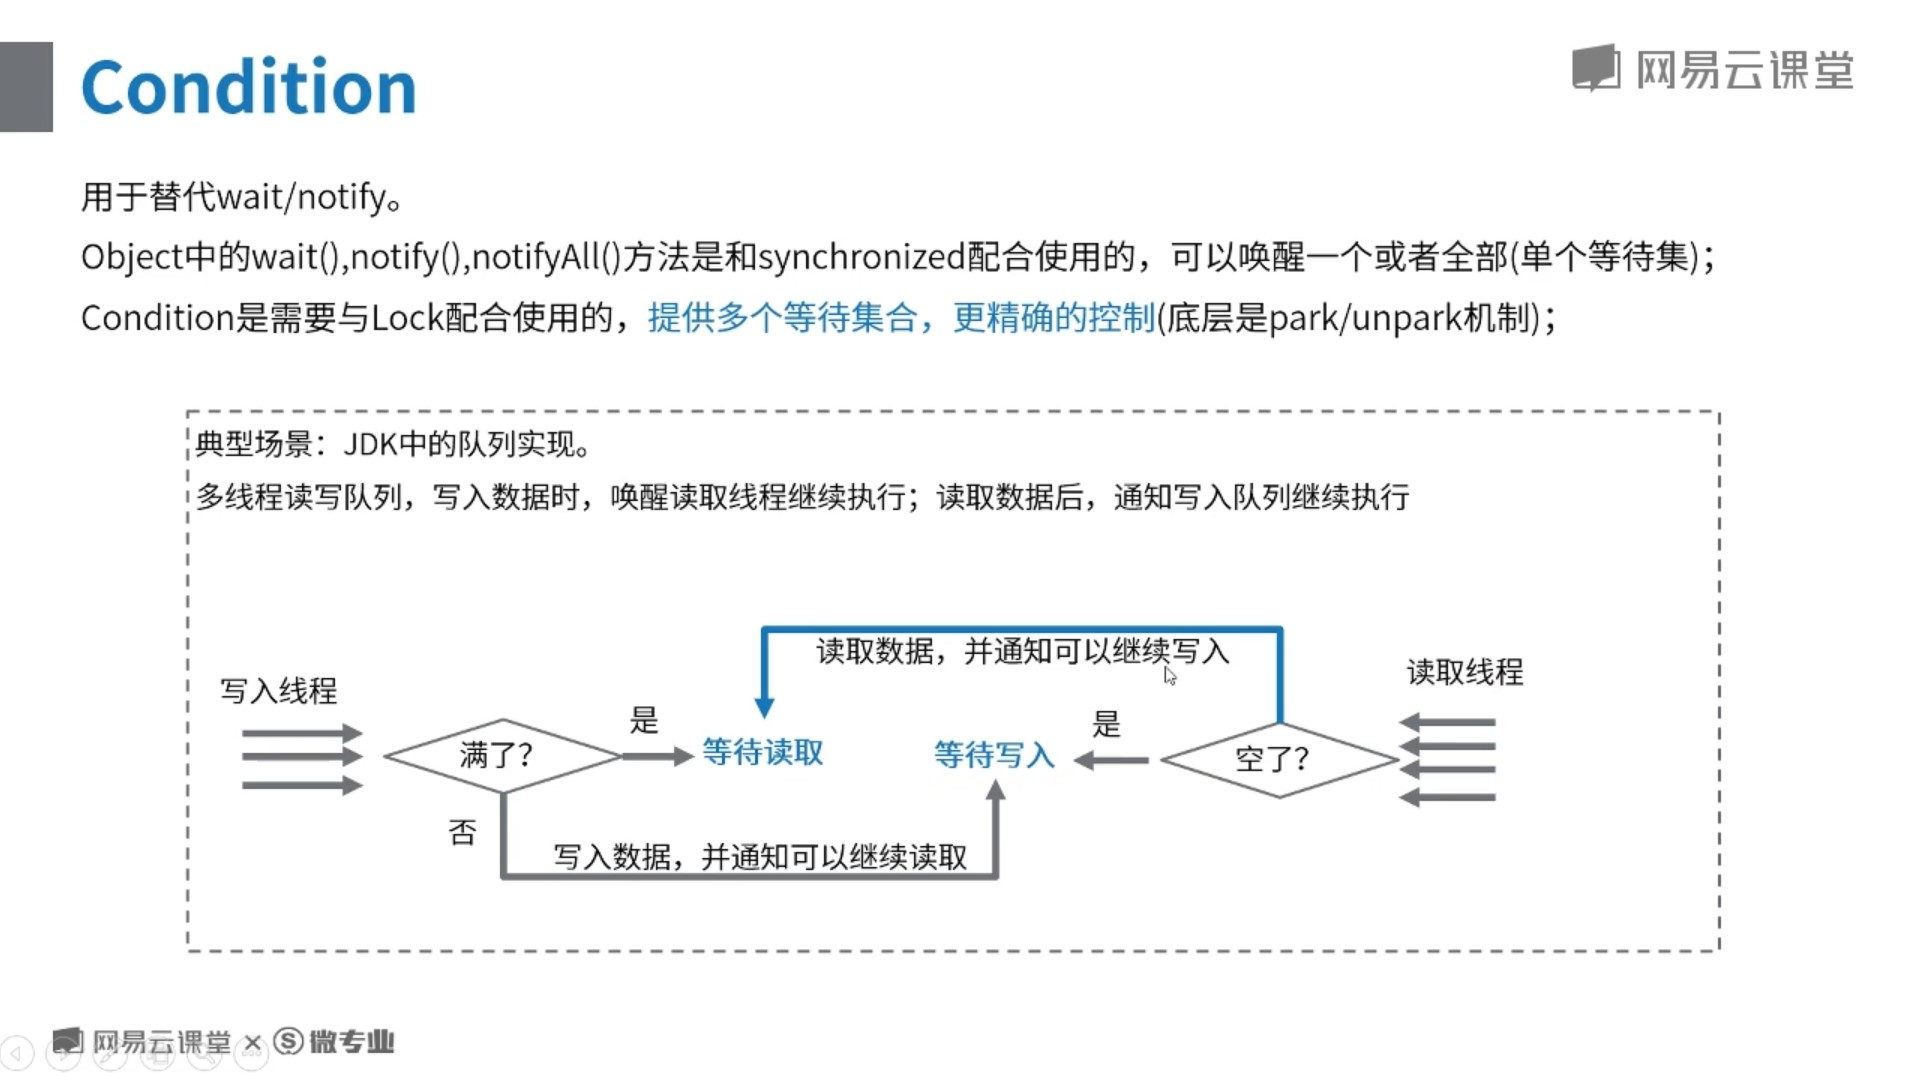 Condition
网易云课堂
用于替代wait/notify。
Object中的wait(),notify(),notifyAll()方法是和synchronized配合使用的，可以唤醒一个或者全部(单个等待集)；
Condition是需要与Lock配合使用的，提供多个等待集合，更精确的控制(底层是park/unpark机制)；
典型场景：JDK中的队列实现。
多线程读写队列，写入数据时，唤醒读取线程继续执行；读取数据后，通知写入队列继续执行
读取数据，并通知可以继续写入
写入线程
读取线程
满了？
是
等待读取
等待写入
是
空了？
否
写入数据，并通知可以继续读取
网易云课堂 × 微专业